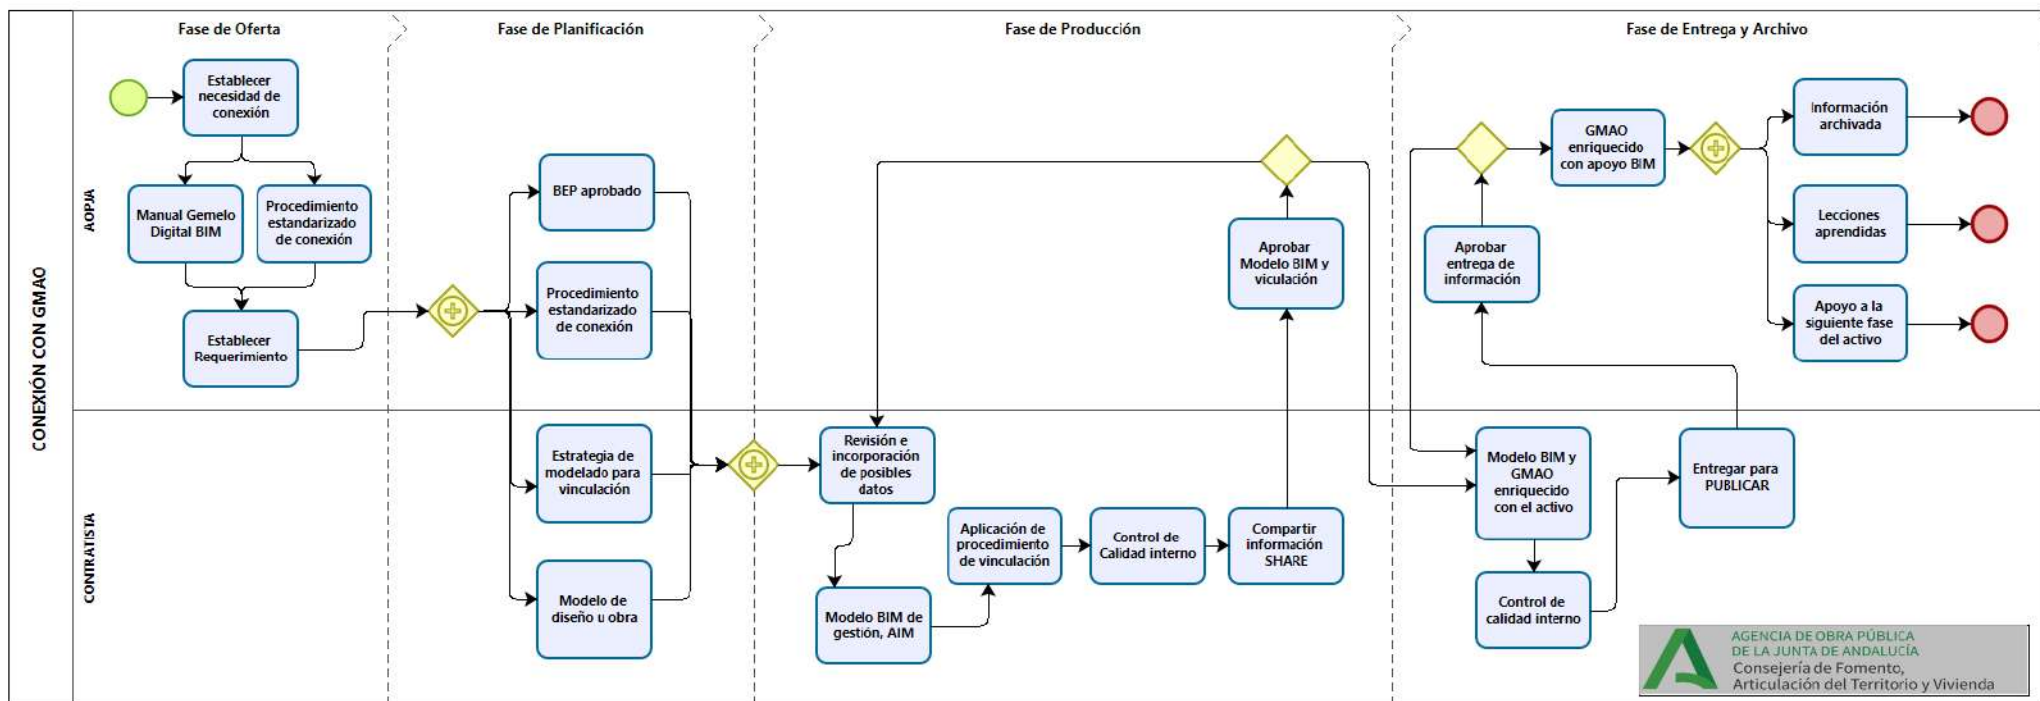 CONEXIÓN CON GMAO
AOPJA
CONTRATISTA
Fase de Oferta
Fase de Planificación
Fase de Producción
Fase de Entrega y Archivo
Establecer
necesidad de
conexión
Manual Gemelo
Digital BIM
Procedimiento
estandarizado
de conexión
Establecer
Requerimiento
BEP aprobado
Procedimiento
estandarizado
de conexión
Estrategia de
modelado para
vinculación
Modelo de
diseño u obra
Revisión e
incorporación
de posibles
datos
Modelo BIM de
gestión, AIM
Aplicación de
procedimiento
de vinculación
Control de
Calidad interno
Compartir
información
SHARE
Aprobar
Modelo BIM y
viculación
Modelo BIM y
GMAO
enriquecido
con el activo
Control de
calidad interno
Entregar para
PUBLICAR
Aprobar
entrega de
información
GMAO
enriquecido
con apoyo BIM
Información
archivada
Lecciones
aprendidas
Apoyo a la
siguiente fase
del activo
AGENCIA DE OBRA PÚBLICA
DE LA JUNTA DE ANDALUCÍA
Consejería de Fomento,
Articulación del Territorio y Vivienda